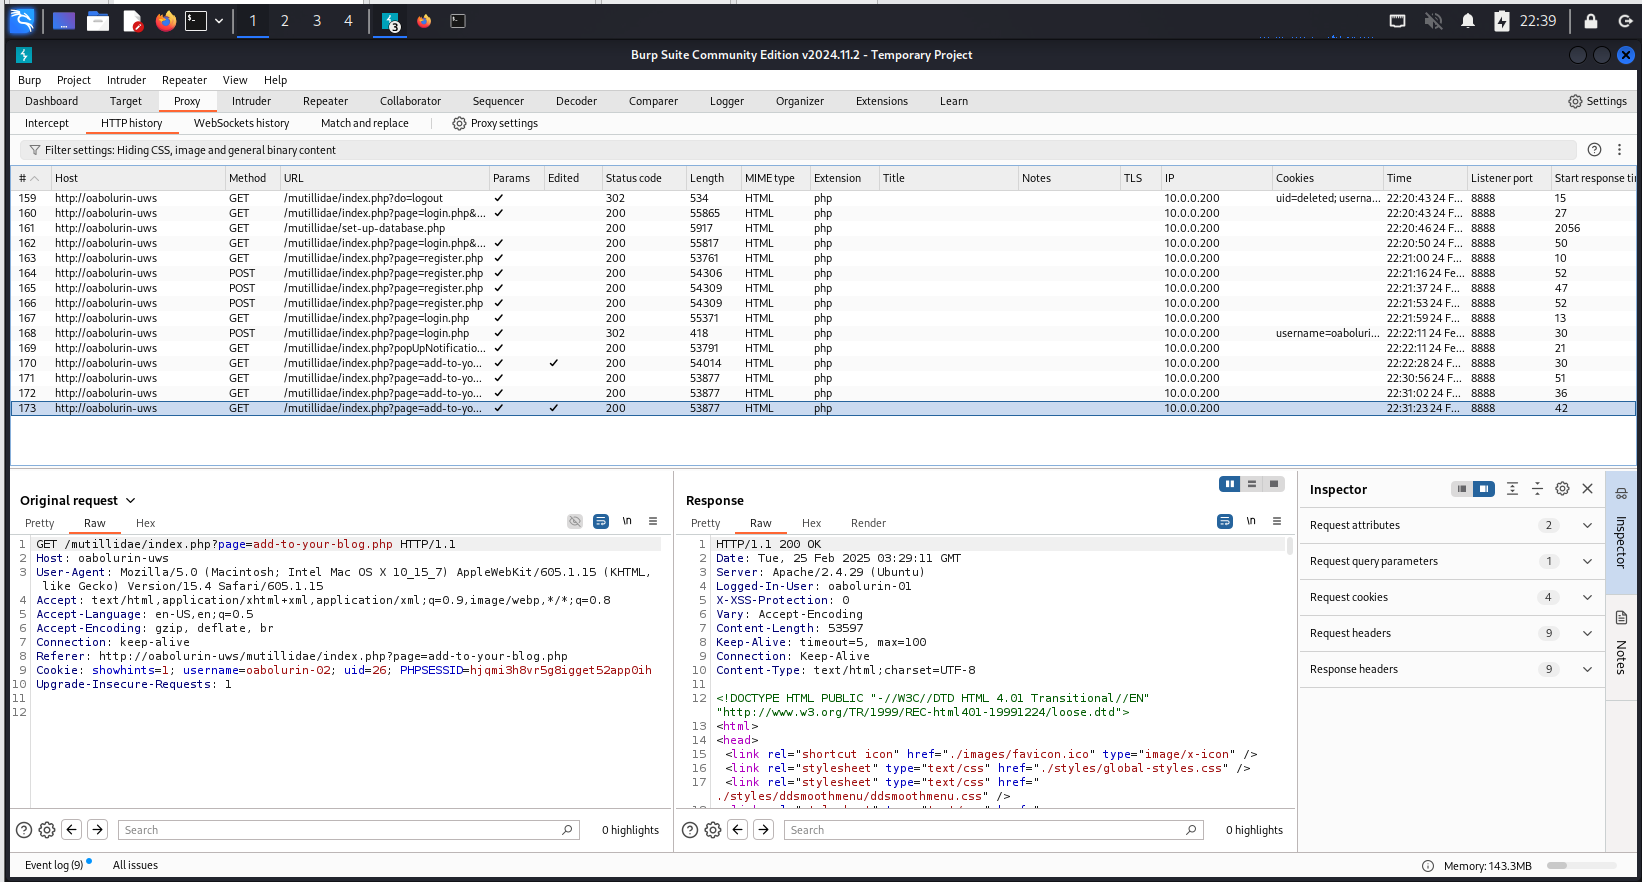 1 2 3 4 3 22:39
Burp Suite Community Edition v2024.11.2 - Temporary Project
Burp Project Intruder Repeater View Help
Dashboard Target Proxy Intruder Repeater Collaborator Sequencer Decoder Comparer Logger Organizer Extensions Learn Settings
Intercept HTTP history WebSockets history Match and replace Proxy settings
Filter settings: Hiding CSS, image and general binary content
# Host Method URL Params Edited Status code Length MIME type Extension Title Notes TLS IP Cookies Time Listener port Start response ti
159 http://oabolurin-uws GET /mutillidae/index.php?do=logout ✓ 302 534 HTML php 10.0.0.200 uid=deleted; userna... 22:20:43 24 F... 8888 15
160 http://oabolurin-uws GET /mutillidae/index.php?page=login.php&... ✓ 200 55865 HTML php 10.0.0.200 22:20:43 24 F... 8888 27
161 http://oabolurin-uws GET /mutillidae/set-up-database.php 200 5917 HTML php 10.0.0.200 22:20:46 24 F... 8888 2056
162 http://oabolurin-uws GET /mutillidae/index.php?page=login.php&... ✓ 200 55817 HTML php 10.0.0.200 22:20:50 24 F... 8888 50
163 http://oabolurin-uws GET /mutillidae/index.php?page=register.php ✓ 200 53761 HTML php 10.0.0.200 22:21:00 24 F... 8888 10
164 http://oabolurin-uws POST /mutillidae/index.php?page=register.php ✓ 200 54306 HTML php 10.0.0.200 22:21:16 24 Fe... 8888 52
165 http://oabolurin-uws POST /mutillidae/index.php?page=register.php ✓ 200 54309 HTML php 10.0.0.200 22:21:37 24 F... 8888 47
166 http://oabolurin-uws POST /mutillidae/index.php?page=register.php ✓ 200 54309 HTML php 10.0.0.200 22:21:53 24 F... 8888 52
167 http://oabolurin-uws GET /mutillidae/index.php?page=login.php ✓ 200 55371 HTML php 10.0.0.200 22:21:59 24 F... 8888 13
168 http://oabolurin-uws POST /mutillidae/index.php?page=login.php ✓ 302 418 HTML php 10.0.0.200 username=oaboluri... 22:22:11 24 Fe... 8888 30
169 http://oabolurin-uws GET /mutillidae/index.php?popUpNotificatio... ✓ 200 53791 HTML php 10.0.0.200 22:22:11 24 Fe... 8888 21
170 http://oabolurin-uws GET /mutillidae/index.php?page=add-to-yo... ✓ ✓ 200 54014 HTML php 10.0.0.200 22:22:28 24 F... 8888 30
171 http://oabolurin-uws GET /mutillidae/index.php?page=add-to-yo... ✓ 200 53877 HTML php 10.0.0.200 22:30:56 24 F... 8888 51
172 http://oabolurin-uws GET /mutillidae/index.php?page=add-to-yo... ✓ 200 53877 HTML php 10.0.0.200 22:31:02 24 F... 8888 36
173 http://oabolurin-uws GET /mutillidae/index.php?page=add-to-yo... ✓ ✓ 200 53877 HTML php 10.0.0.200 22:31:23 24 F... 8888 42
Original request
Pretty Raw Hex \n
1 GET /mutillidae/index.php?page=add-to-your-blog.php HTTP/1.1
2 Host: oabolurin-uws
3 User-Agent: Mozilla/5.0 (Macintosh; Intel Mac OS X 10_15_7) AppleWebKit/605.1.15 (KHTML,
like Gecko) Version/15.4 Safari/605.1.15
4 Accept: text/html,application/xhtml+xml,application/xml;q=0.9,image/webp,*/*;q=0.8
5 Accept-Language: en-US,en;q=0.5
6 Accept-Encoding: gzip, deflate, br
7 Connection: keep-alive
8 Referer: http://oabolurin-uws/mutillidae/index.php?page=add-to-your-blog.php
9 Cookie: showhints=1; username=oabolurin-02; uid=26; PHPSESSID=hjqmi3h8vr5g8igget52app0ih
10 Upgrade-Insecure-Requests: 1
11
12
Search 0 highlights
Response
Pretty Raw Hex Render \n
1 HTTP/1.1 200 OK
2 Date: Tue, 25 Feb 2025 03:29:11 GMT
3 Server: Apache/2.4.29 (Ubuntu)
4 Logged-In-User: oabolurin-01
5 X-XSS-Protection: 0
6 Vary: Accept-Encoding
7 Content-Length: 53597
8 Keep-Alive: timeout=5, max=100
9 Connection: Keep-Alive
10 Content-Type: text/html;charset=UTF-8
11
12 <!DOCTYPE HTML PUBLIC "-//W3C//DTD HTML 4.01 Transitional//EN"
"http://www.w3.org/TR/1999/REC-html401-19991224/loose.dtd">
13 <html>
14 <head>
15 <link rel="shortcut icon" href="./images/favicon.ico" type="image/x-icon" />
16 <link rel="stylesheet" type="text/css" href="./styles/global-styles.css" />
17 <link rel="stylesheet" type="text/css" href="
./styles/ddsmoothmenu/ddsmoothmenu.css" />
Search 0 highlights
Inspector
Request attributes 2
Request query parameters 1
Request cookies 4
Request headers 9
Response headers 9
Inspector
Notes
Event log (9) All issues Memory: 143.3MB